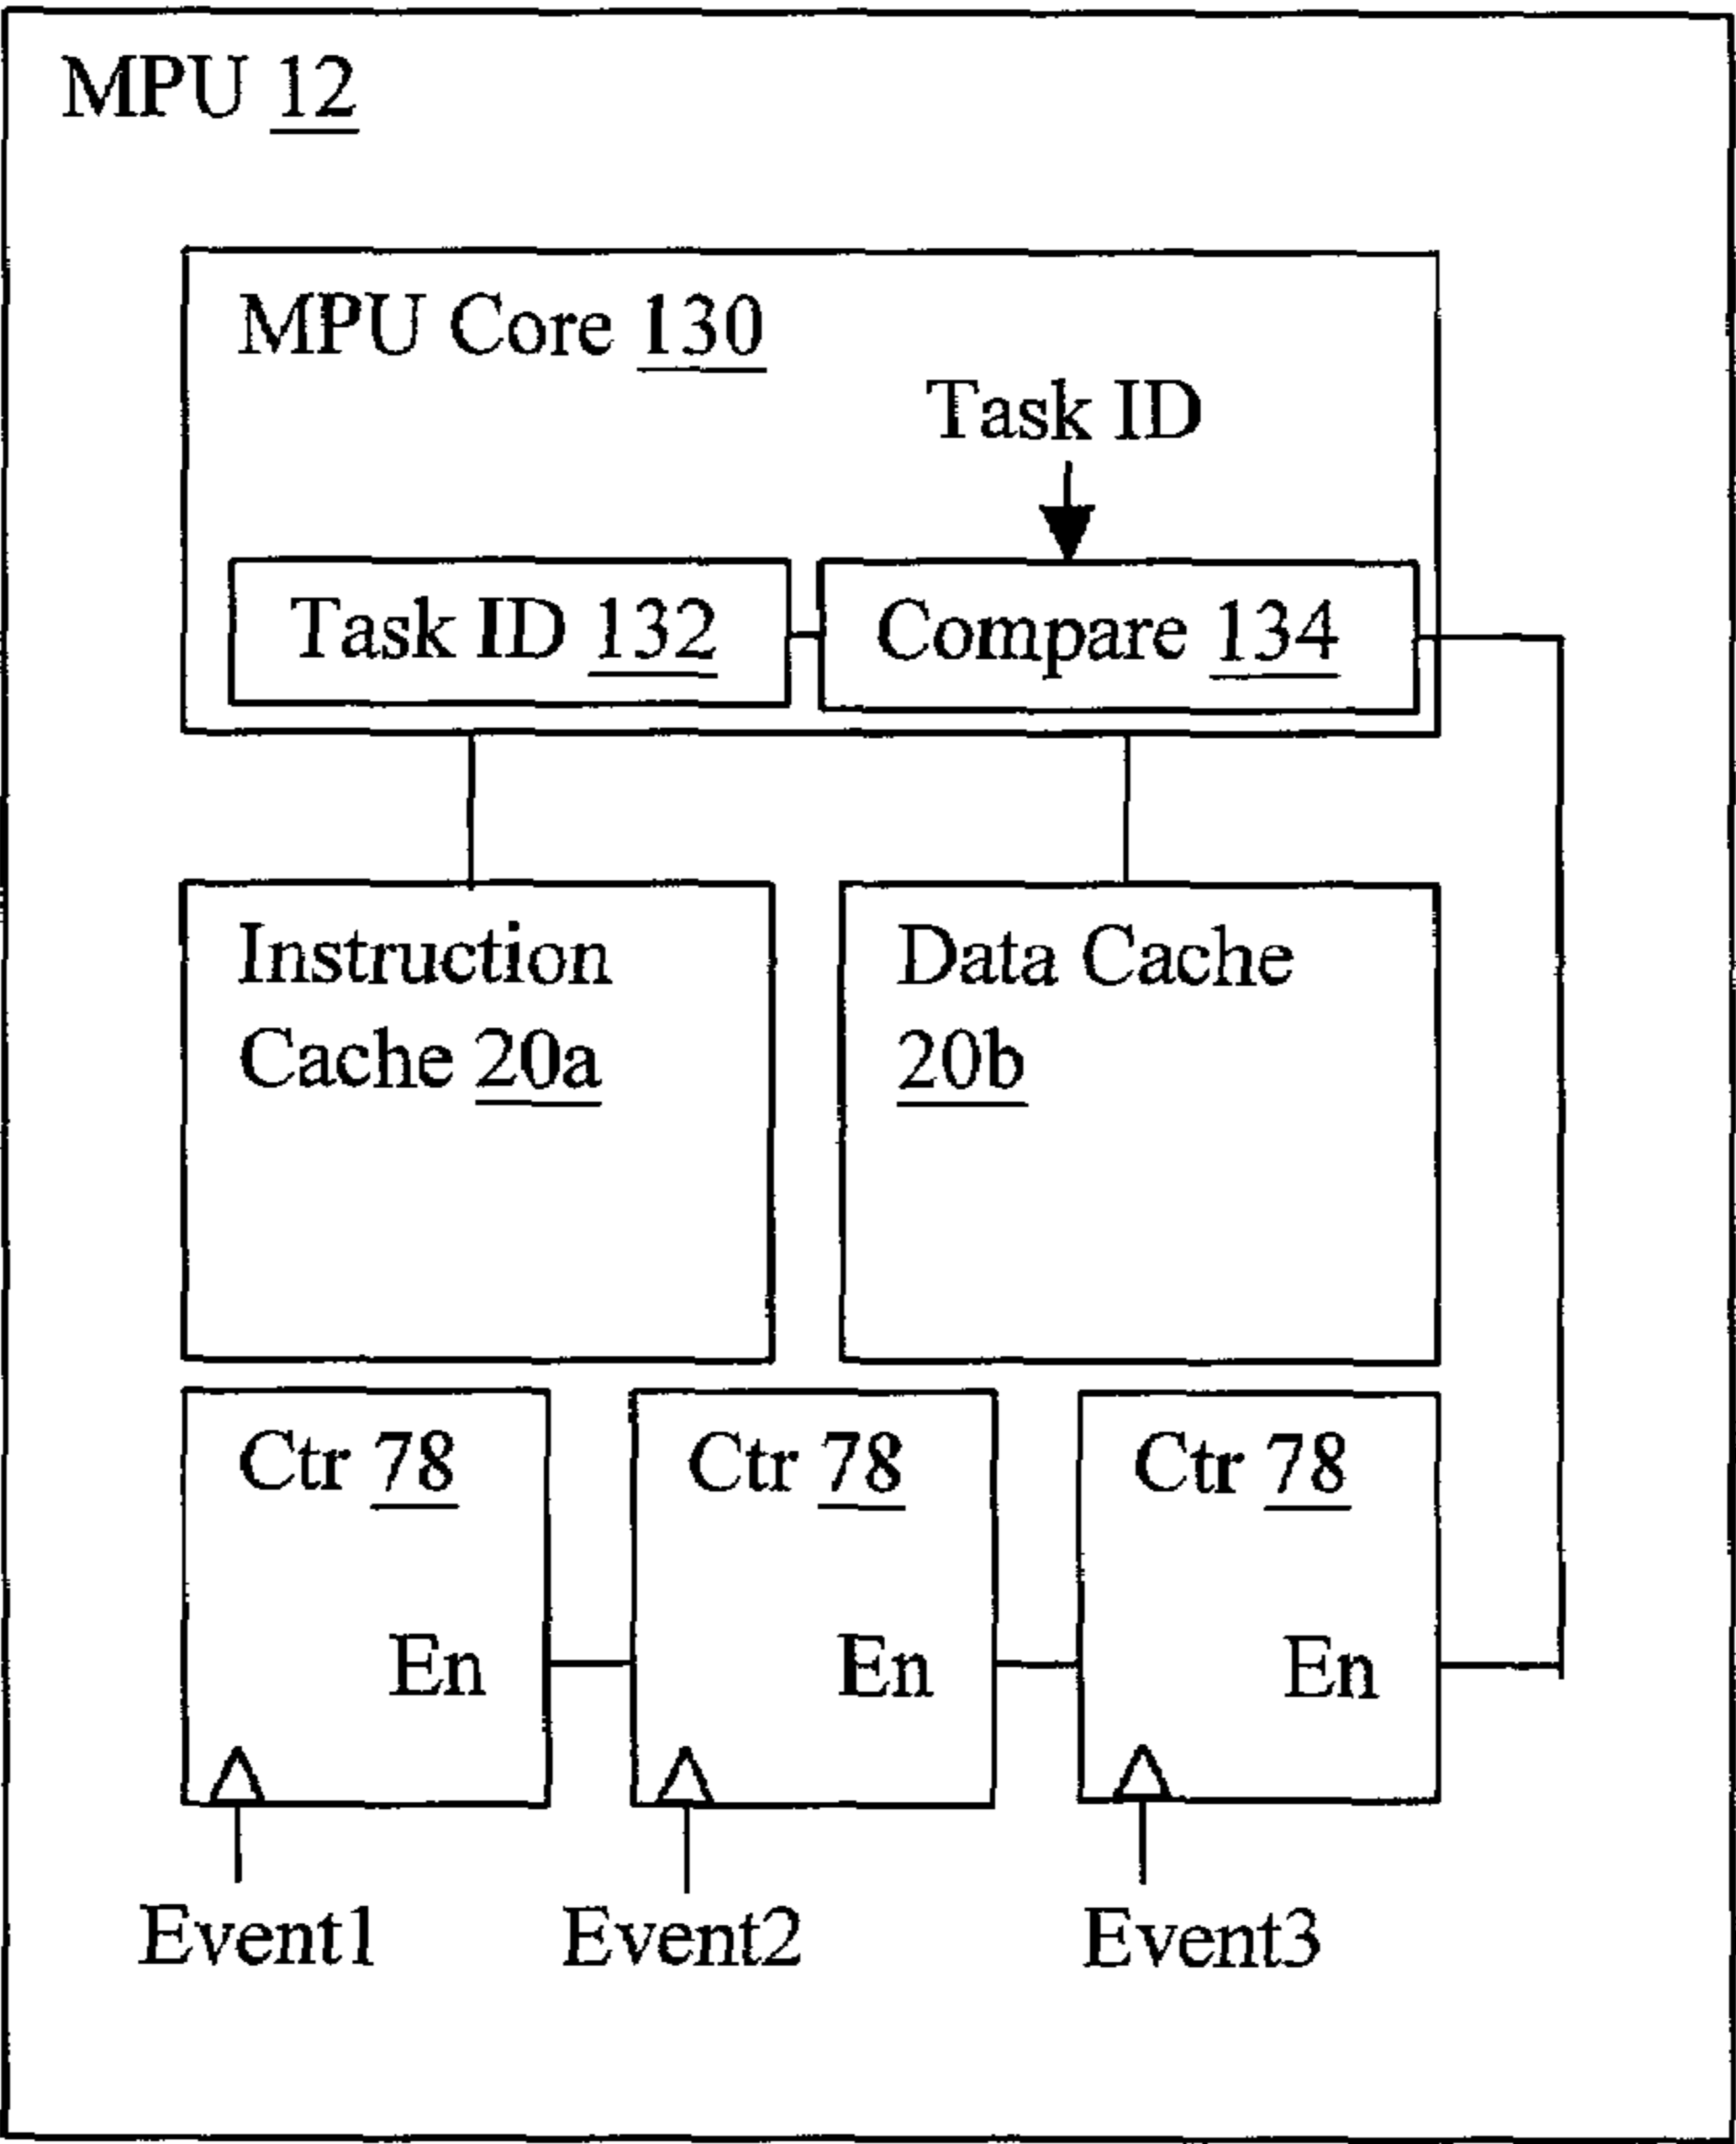 MPU 12
MPU Core 130
Task ID
Task ID 132
Compare 134
Instruction
Cache 20a
Data Cache
20b
Ctr 78
Ctr 78
Ctr 78
En
En
En
Event1
Event2
Event3